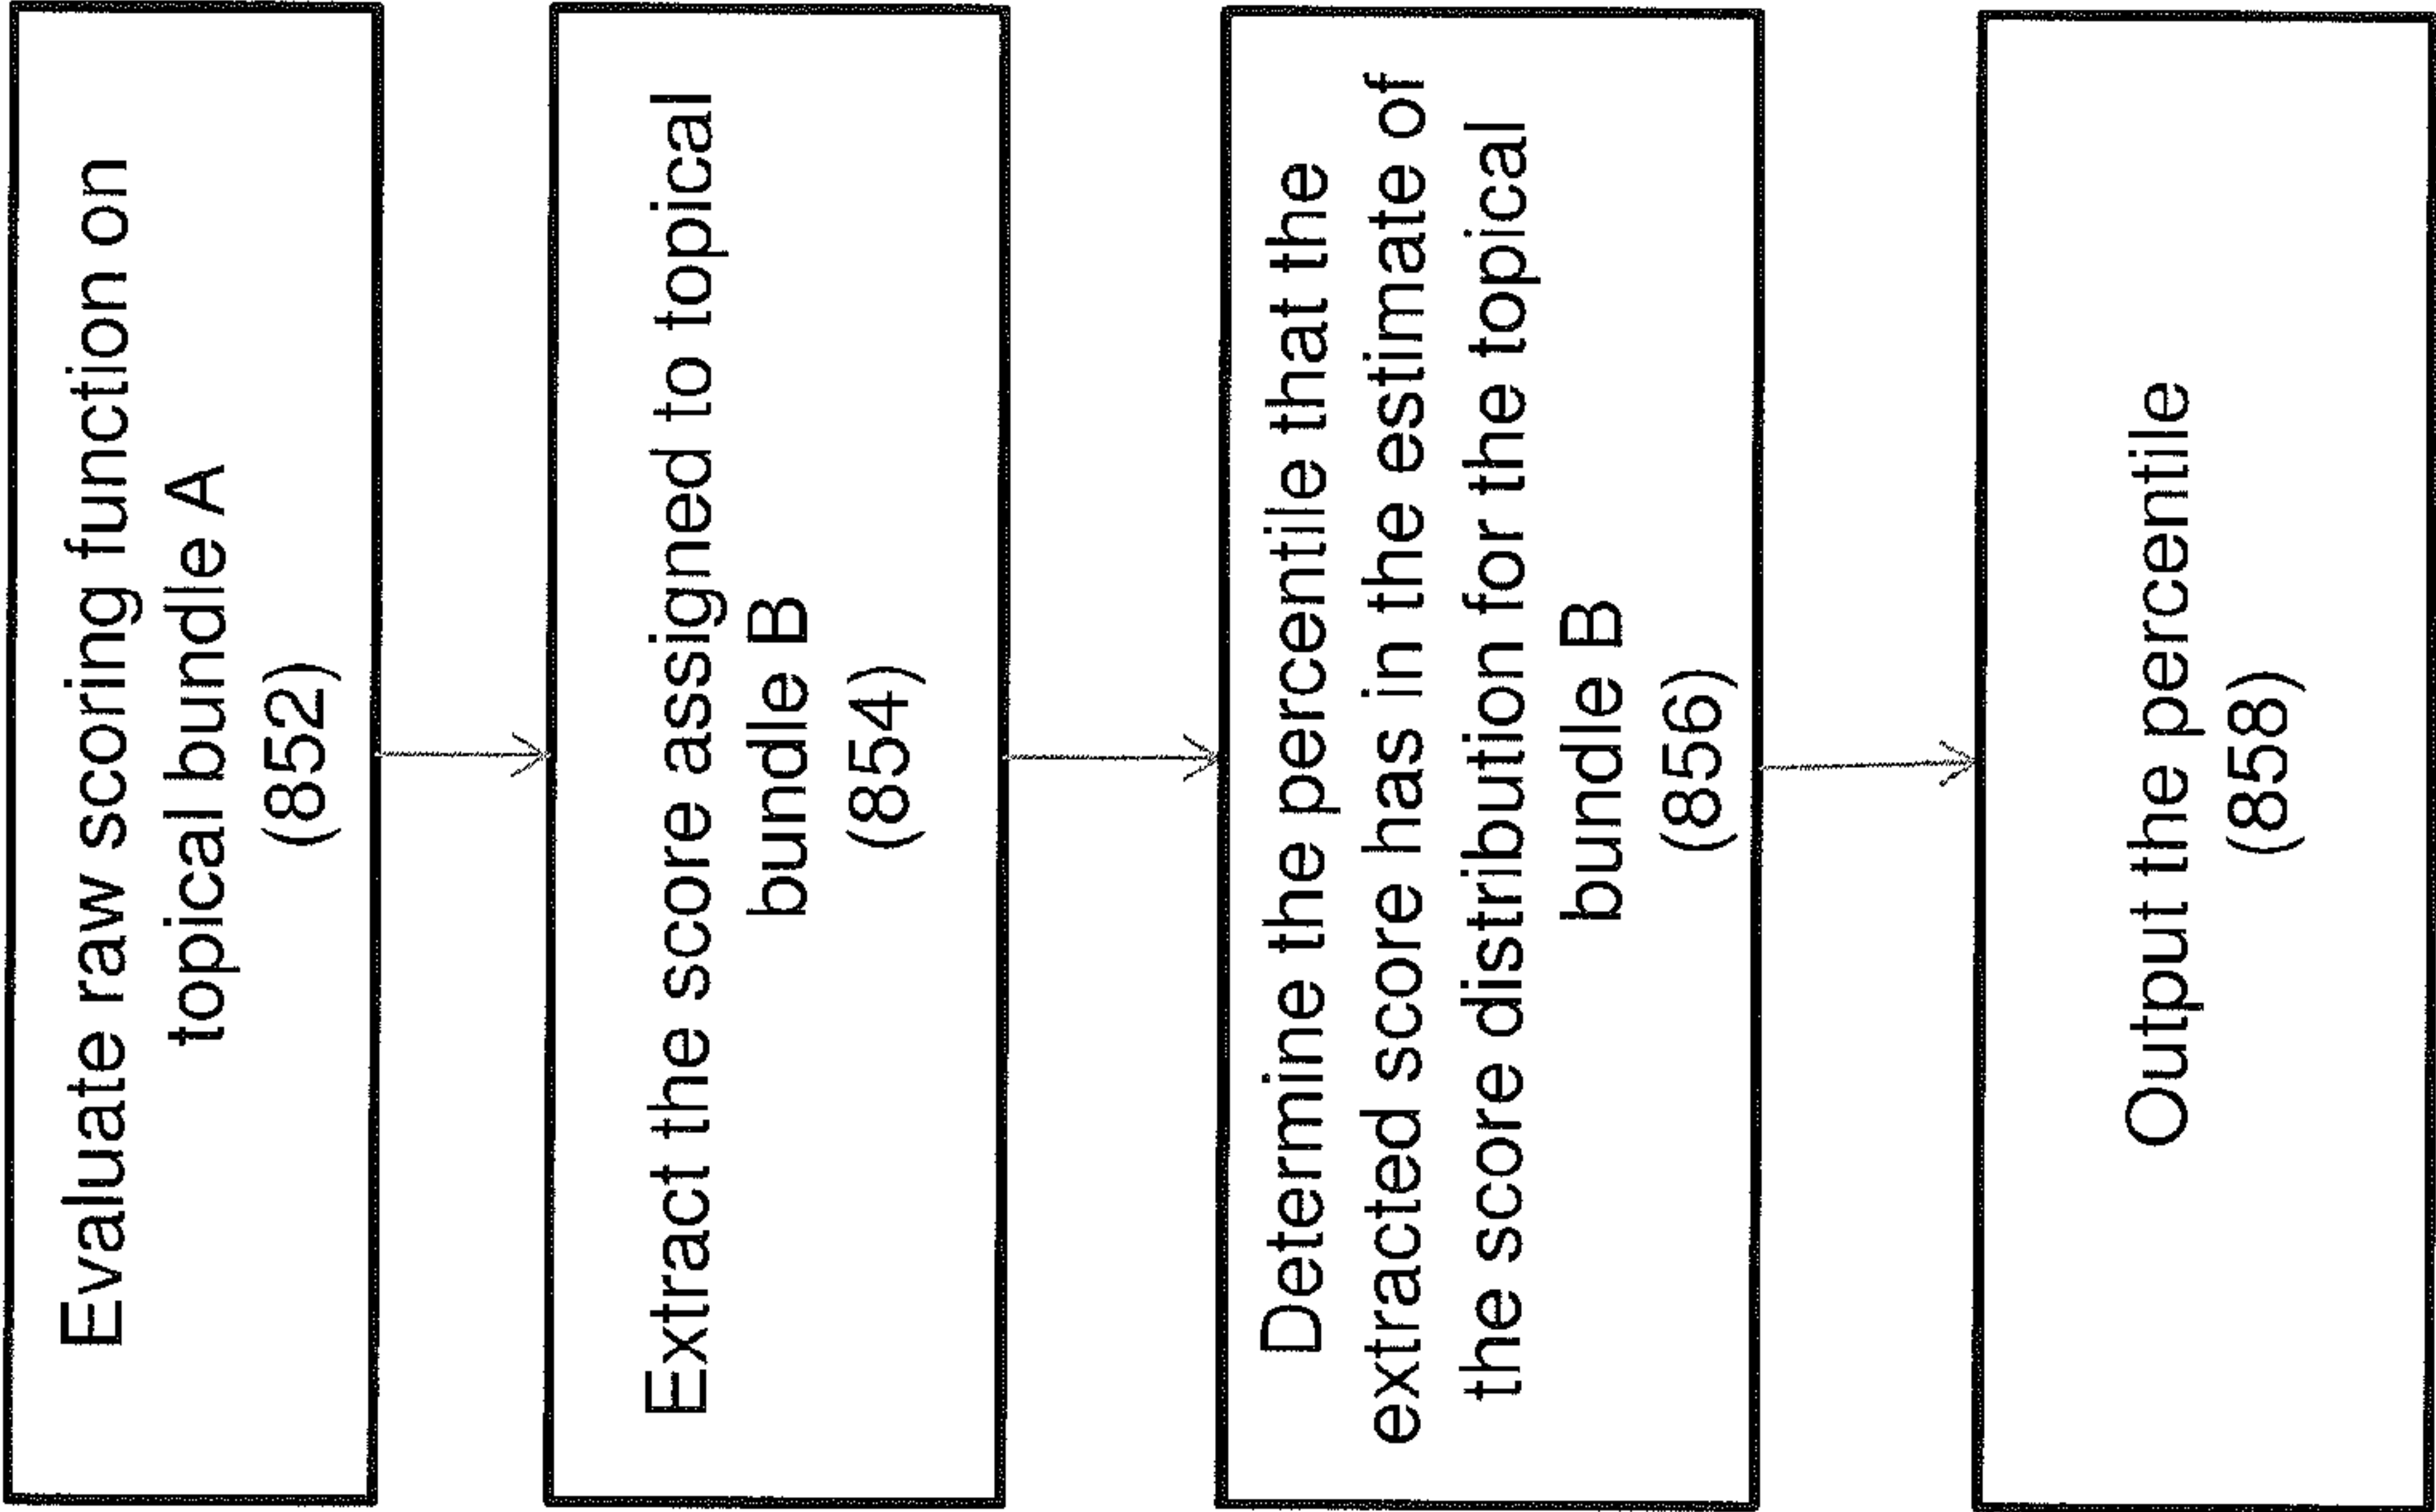 Evaluate raw scoring function on
topical bundle A
(852)
Extract the score assigned to topical
bundle B
(854)
Determine the percentile that the
extracted score has in the estimate of
the score distribution for the topical
bundle B
(856)
Output the percentile
(858)